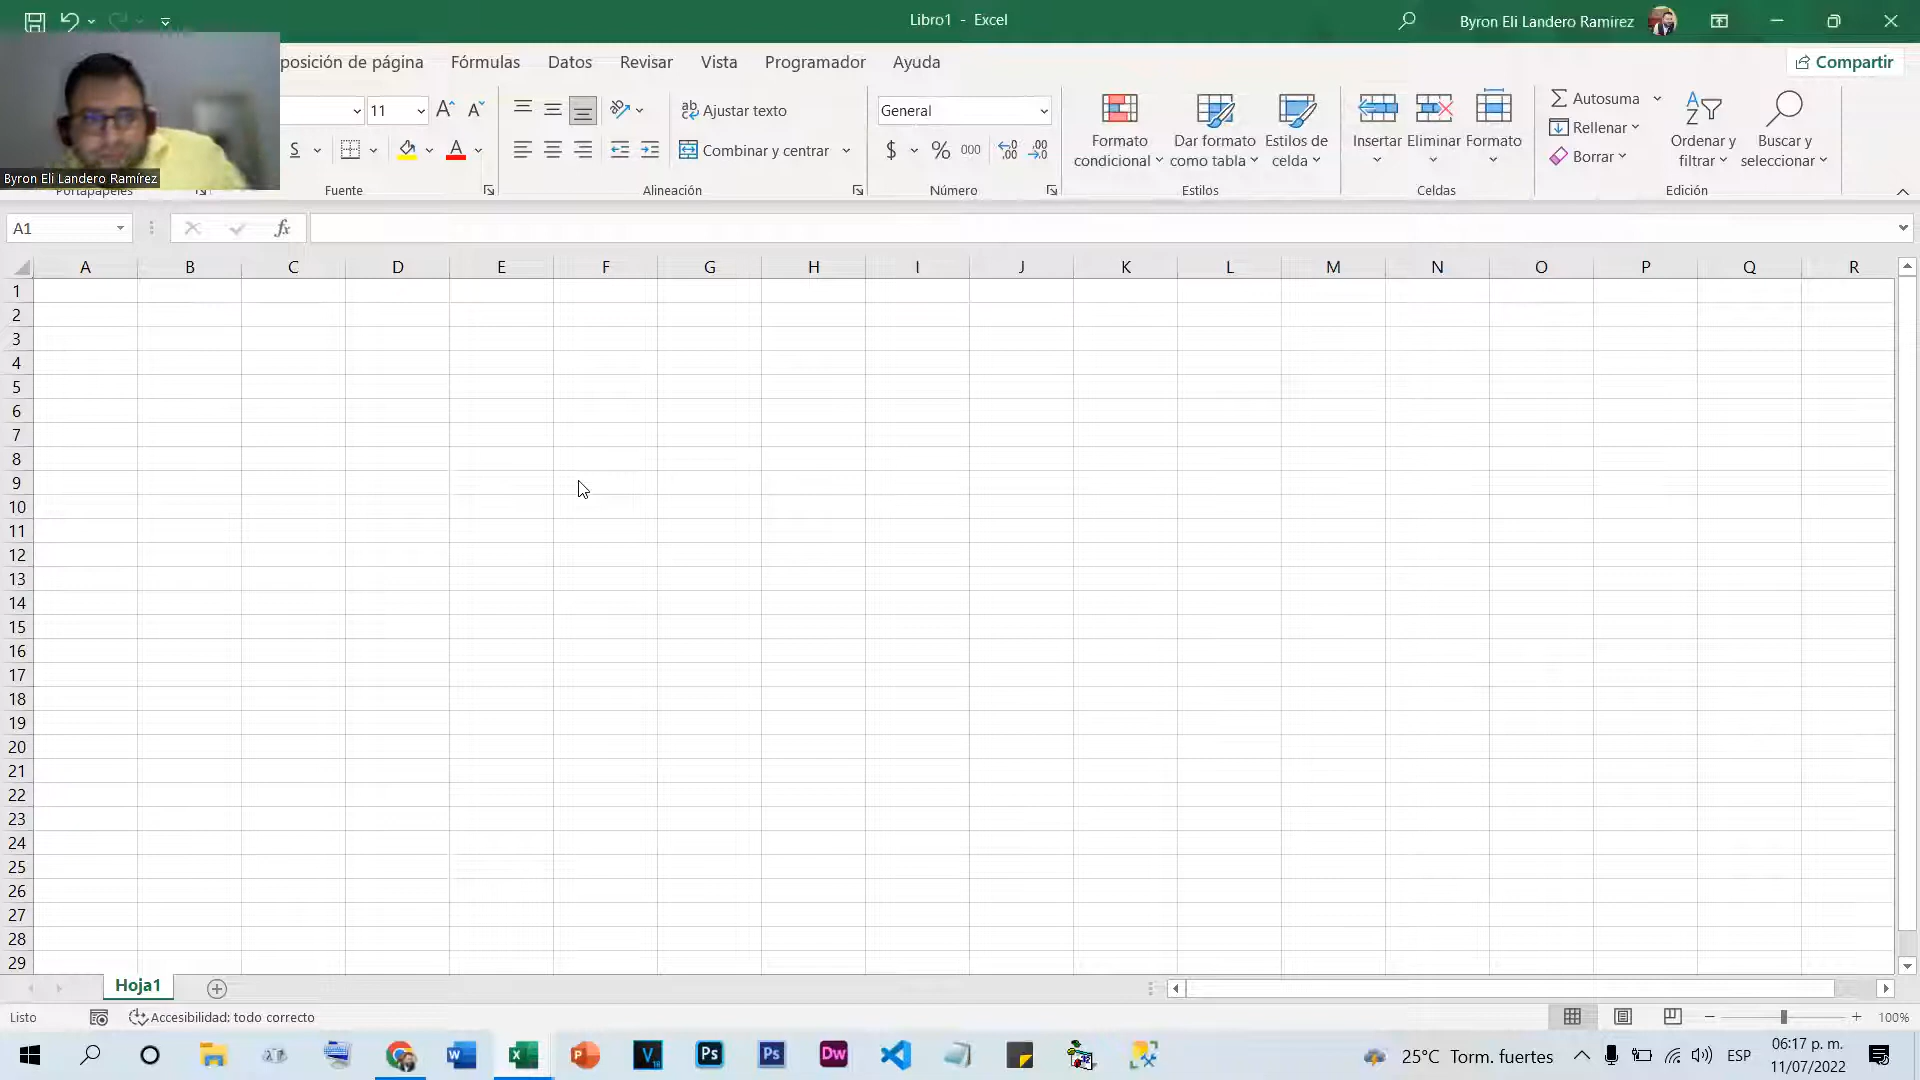 Libro1 - Excel
Byron Eli Landero Ramirez
posición de página
Fórmulas
Datos
Revisar
Vista
Programador
Ayuda
Compartir
11
Ajustar texto
General
Formato condicional
Dar formato como tabla
Estilos de celda
Insertar
Eliminar
Formato
Autosuma
Rellenar
Borrar
Ordenar y filtrar
Buscar y seleccionar
S
A
Combinar y centrar
$ % 000
Byron Eli Landero Ramírez
Portapapeles
Fuente
Alineación
Número
Estilos
Celdas
Edición
A1
fx
A B C D E F G H I J K L M N O P Q R
1
2
3
4
5
6
7
8
9
10
11
12
13
14
15
16
17
18
19
20
21
22
23
24
25
26
27
28
29
Hoja1
Listo
Accesibilidad: todo correcto
100%
25°C Torm. fuertes
ESP
06:17 p. m.
11/07/2022